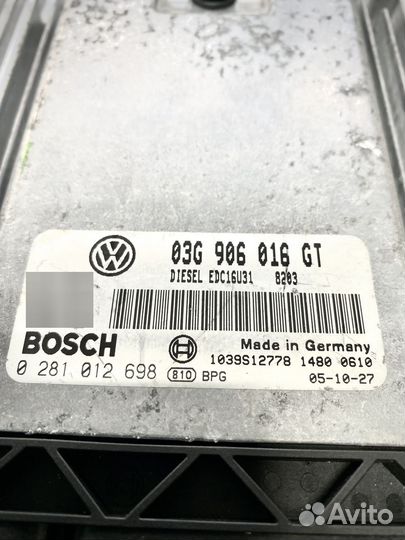 03G 906 016 GT
DIESEL EDC16U31 8203
BOSCH
Made in Germany
1039S12778 1480 0610
0 281 012 698 810 BPG 05-10-27
Avito